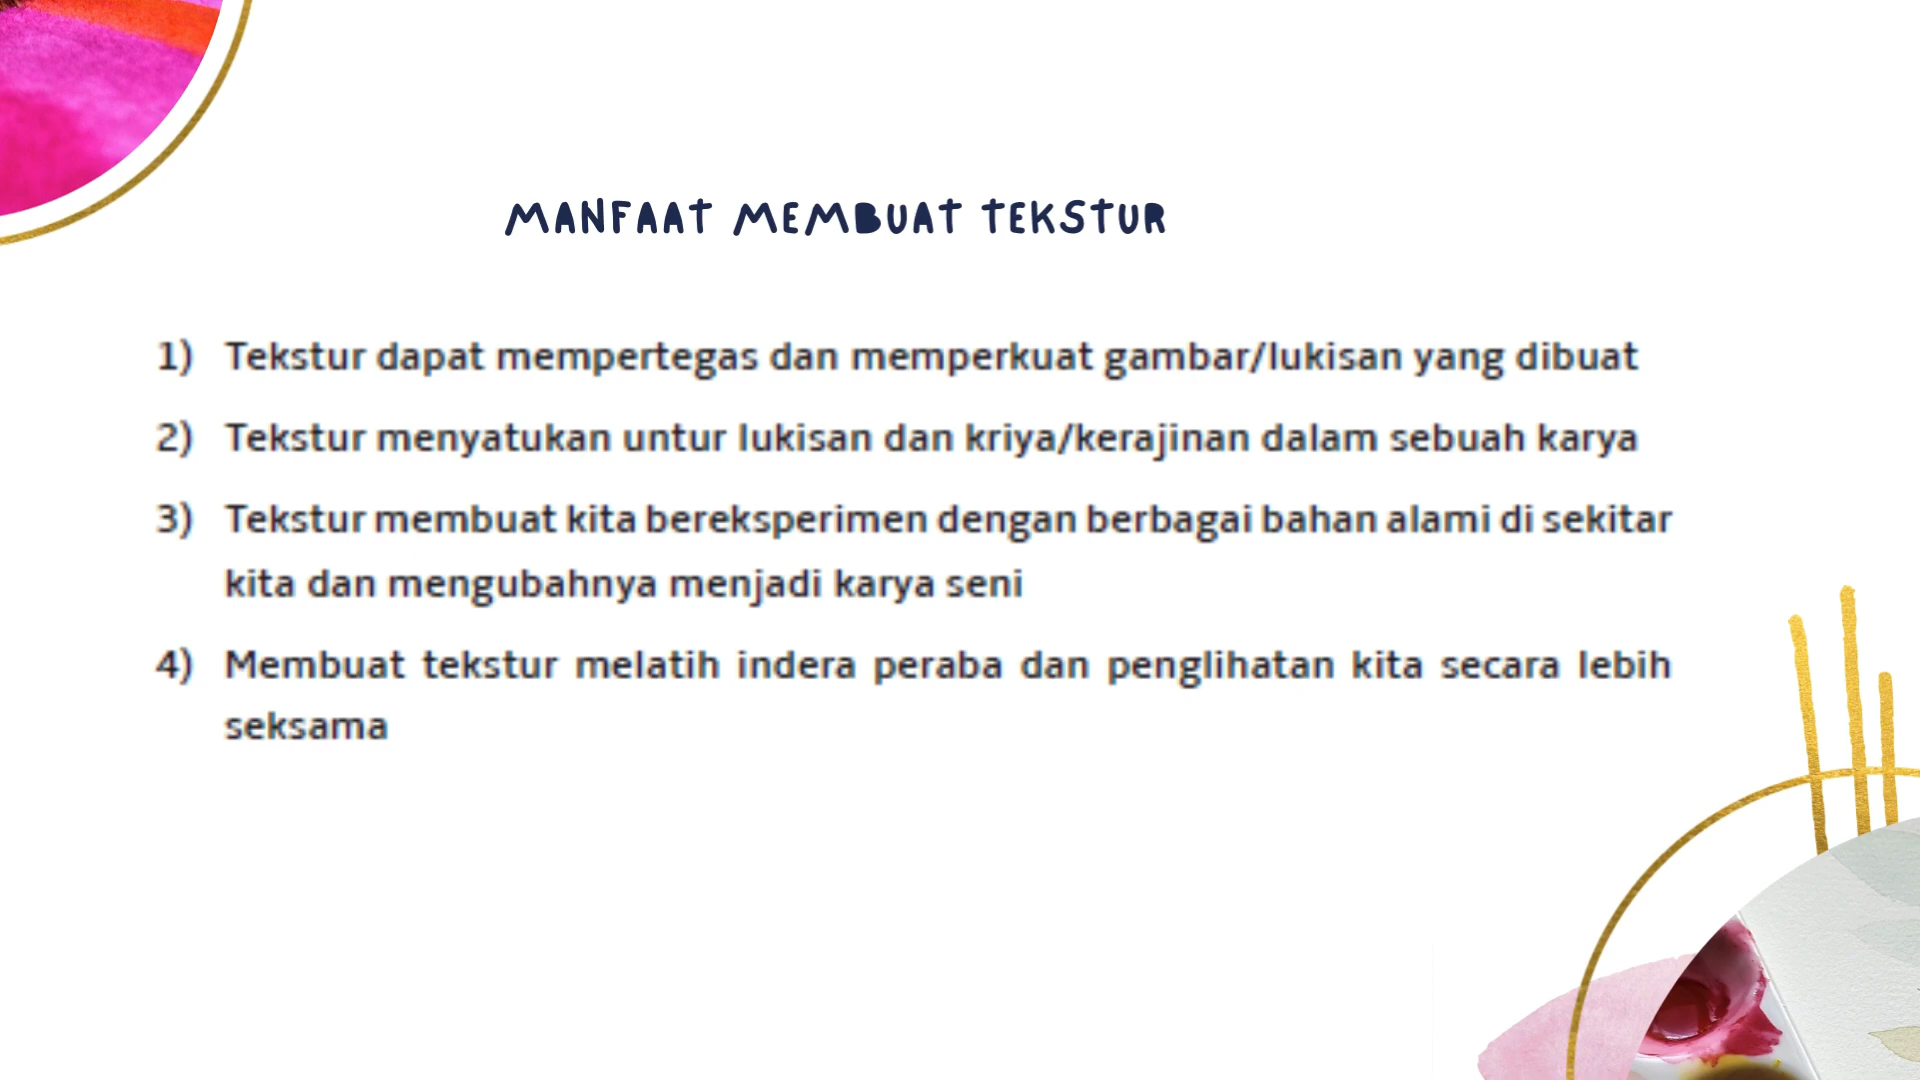 MANFAAT MEMBUAT TEKSTUR
1) Tekstur dapat mempertegas dan memperkuat gambar/lukisan yang dibuat
2) Tekstur menyatukan untur lukisan dan kriya/kerajinan dalam sebuah karya
3) Tekstur membuat kita bereksperimen dengan berbagai bahan alami di sekitar
kita dan mengubahnya menjadi karya seni
4) Membuat tekstur melatih indera peraba dan penglihatan kita secara lebih
seksama